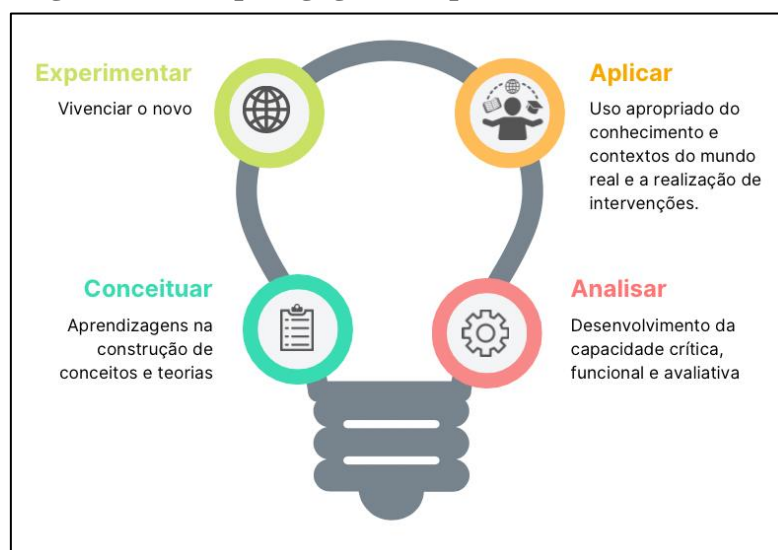 Experimentar
Vivenciar o novo
Aplicar
Uso apropriado do
conhecimento e
contextos do mundo
real e a realização de
intervenções.
Conceituar
Aprendizagens na
construção de
conceitos e teorias
Analisar
Desenvolvimento da
capacidade crítica,
funcional e avaliativa